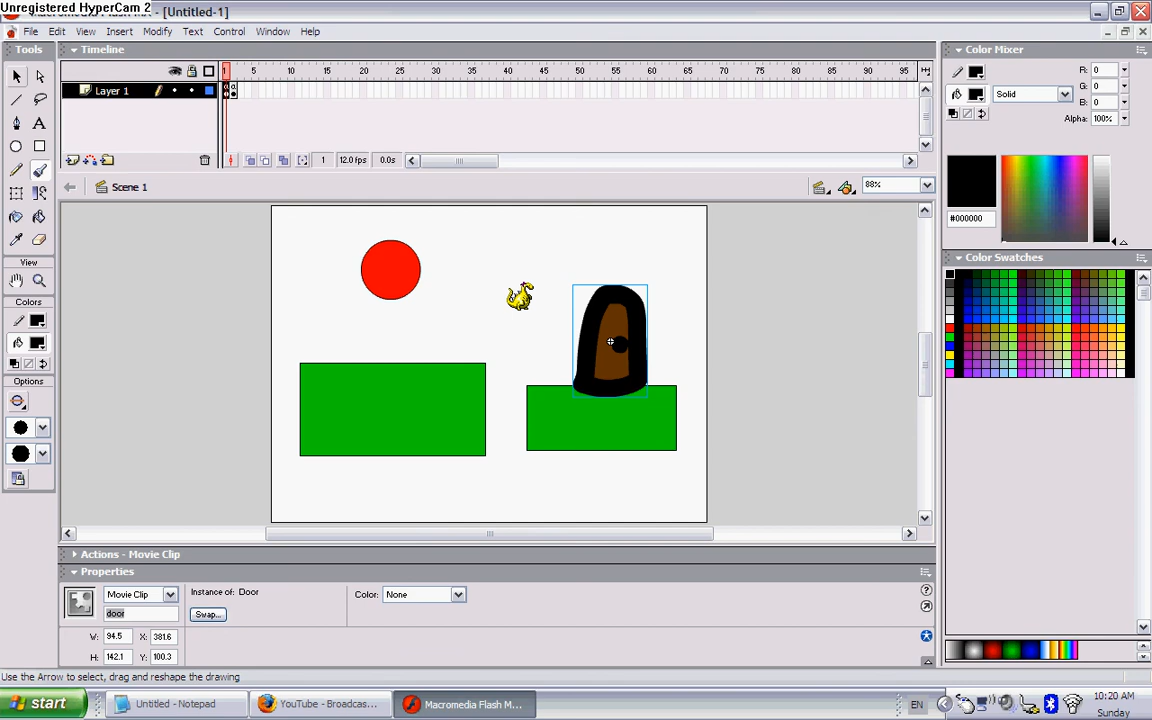 Unregistered HyperCam 2
Macromedia Flash MX - [Untitled-1]
File Edit View Insert Modify Text Control Window Help
Tools
Timeline
Color Mixer
1 5 10 15 20 25 30 35 40 45 50 55 60 65 70 75 80 85 90 95
Layer 1
R: 0
G: 0
B: 0
Solid
Alpha: 100%
1 12.0 fps 0.0s
Scene 1
88%
#000000
Color Swatches
View
Colors
Options
Actions - Movie Clip
Properties
Movie Clip
Instance of: Door
Color: None
door
Swap...
W: 94.5 X: 381.6
H: 142.1 Y: 100.3
Use the Arrow to select, drag and reshape the drawing
start
Untitled - Notepad
YouTube - Broadcas...
Macromedia Flash M...
EN
10:20 AM
Sunday